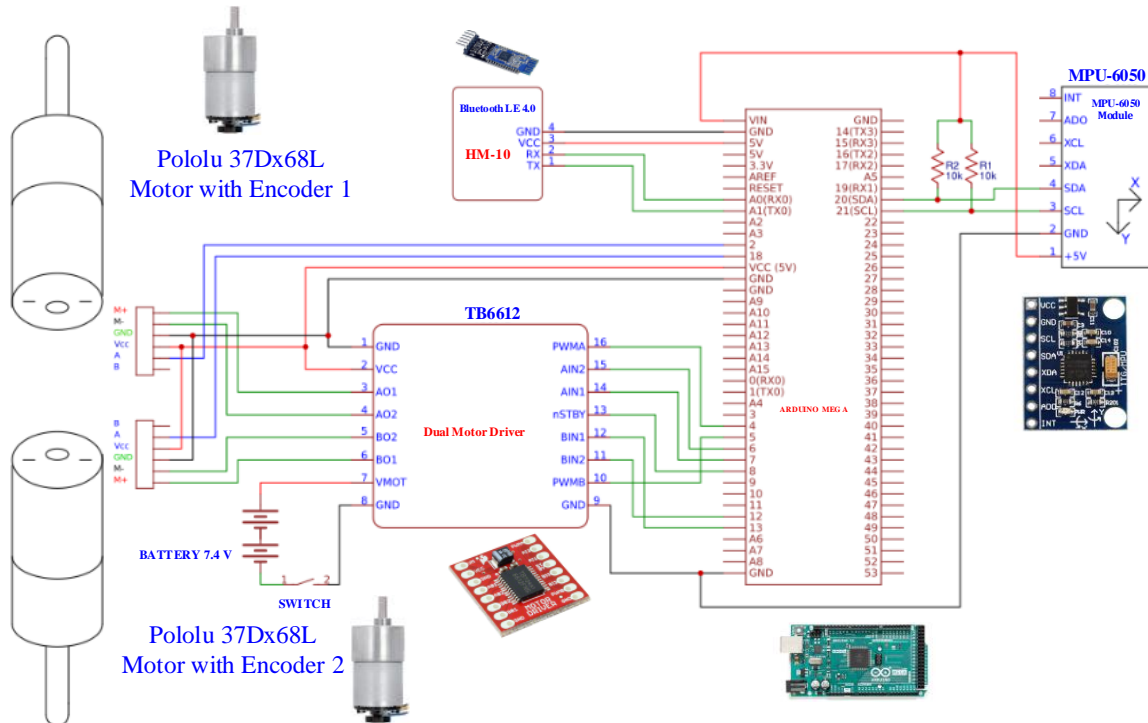 Pololu 37Dx68L
Motor with Encoder 1
Bluetooth LE 4.0
HM-10
GND 4
VCC 3
RX 2
TX 1
M+
M-
GND
Vcc
A
B
B
A
Vcc
GND
M-
M+
BATTERY 7.4 V
1 2
SWITCH
Pololu 37Dx68L
Motor with Encoder 2
TB6612
Dual Motor Driver
1 GND
2 VCC
3 AO1
4 AO2
5 BO2
6 BO1
7 VMOT
8 GND
PWMA 16
AIN2 15
AIN1 14
nSTBY 13
BIN1 12
BIN2 11
PWMB 10
GND 9
MOTOR
DRIVER
ARDUINO MEGA
VIN
GND
5V
5V
3.3V
AREF
RESET
A0(RX0)
A1(TX0)
A2
A3
2
18
VCC (5V)
GND
GND
A9
A10
A11
A12
A13
A14
A15
0(RX0)
1(TX0)
A4
3
4
5
6
7
8
9
10
11
12
13
A6
A7
A8
GND
GND
14(TX3)
15(RX3)
16(TX2)
17(RX2)
A5
19(RX1)
20(SDA)
21(SCL)
22
23
24
25
26
27
28
29
30
31
32
33
34
35
36
37
38
39
40
41
42
43
44
45
46
47
48
49
50
51
52
53
R2
10k
R1
10k
MPU-6050
MPU-6050
Module
8 INT
7 ADO
6 XCL
5 XDA
4 SDA
3 SCL
2 GND
1 +5V
X
Y
VCC
GND
SCL
SDA
XDA
XCL
ADO
INT